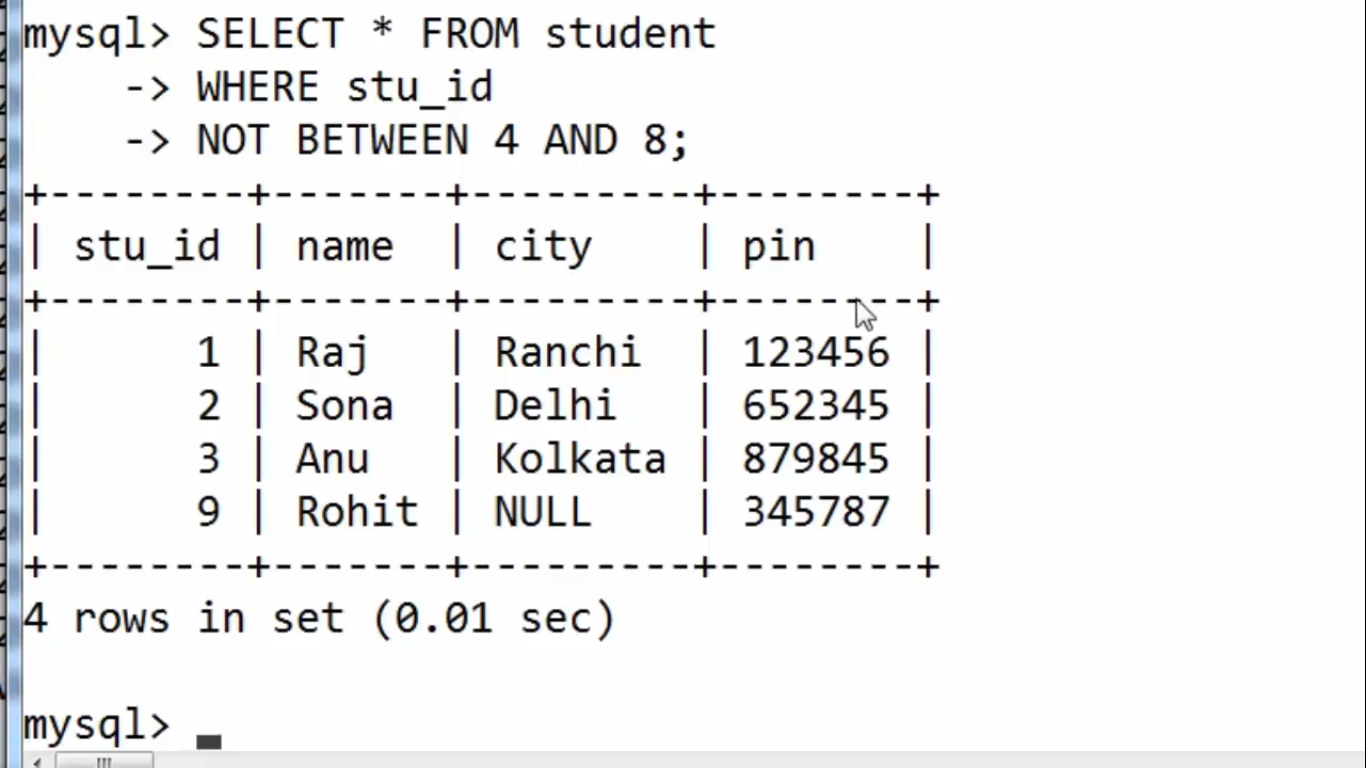 mysql> SELECT * FROM student
    -> WHERE stu_id
    -> NOT BETWEEN 4 AND 8;
+--------+-------+---------+--------+
| stu_id | name  | city    | pin    |
+--------+-------+---------+--------+
|      1 | Raj   | Ranchi  | 123456 |
|      2 | Sona  | Delhi   | 652345 |
|      3 | Anu   | Kolkata | 879845 |
|      9 | Rohit | NULL    | 345787 |
+--------+-------+---------+--------+
4 rows in set (0.01 sec)
mysql>